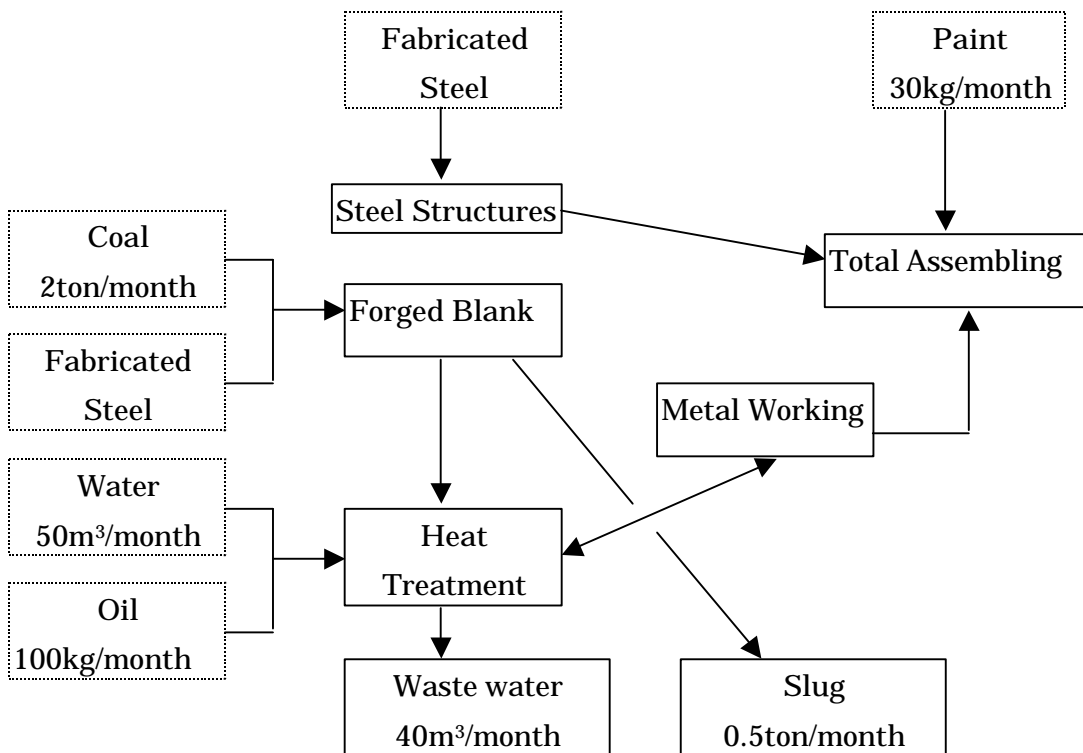 Fabricated
Steel
Paint
30kg/month
Steel Structures
Coal
2ton/month
Total Assembling
Forged Blank
Fabricated
Steel
Metal Working
Water
50m³/month
Heat
Treatment
Oil
100kg/month
Waste water
40m³/month
Slug
0.5ton/month